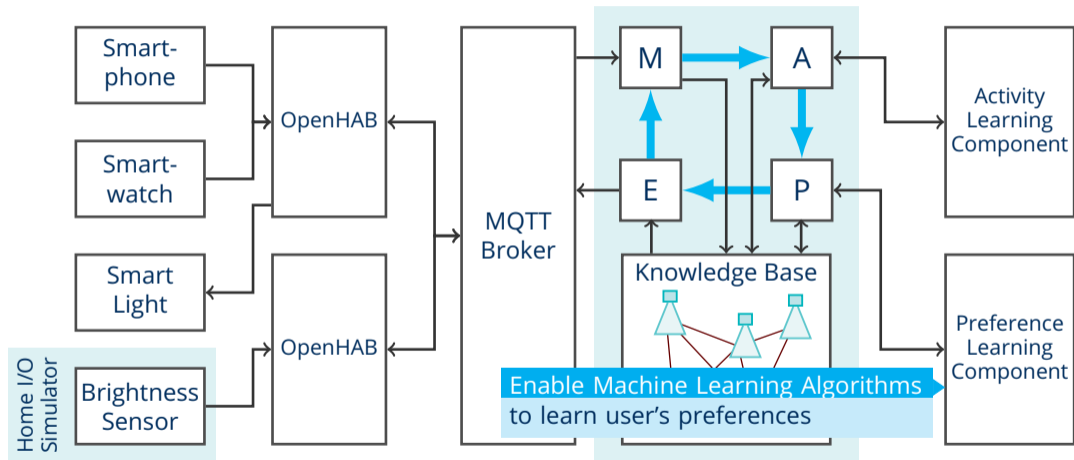 Smart-
phone
Smart-
watch
Smart
Light
Home I/O
Simulator
Brightness
Sensor
OpenHAB
OpenHAB
MQTT
Broker
M
A
E
P
Knowledge Base
Enable Machine Learning Algorithms
to learn user's preferences
Activity
Learning
Component
Preference
Learning
Component